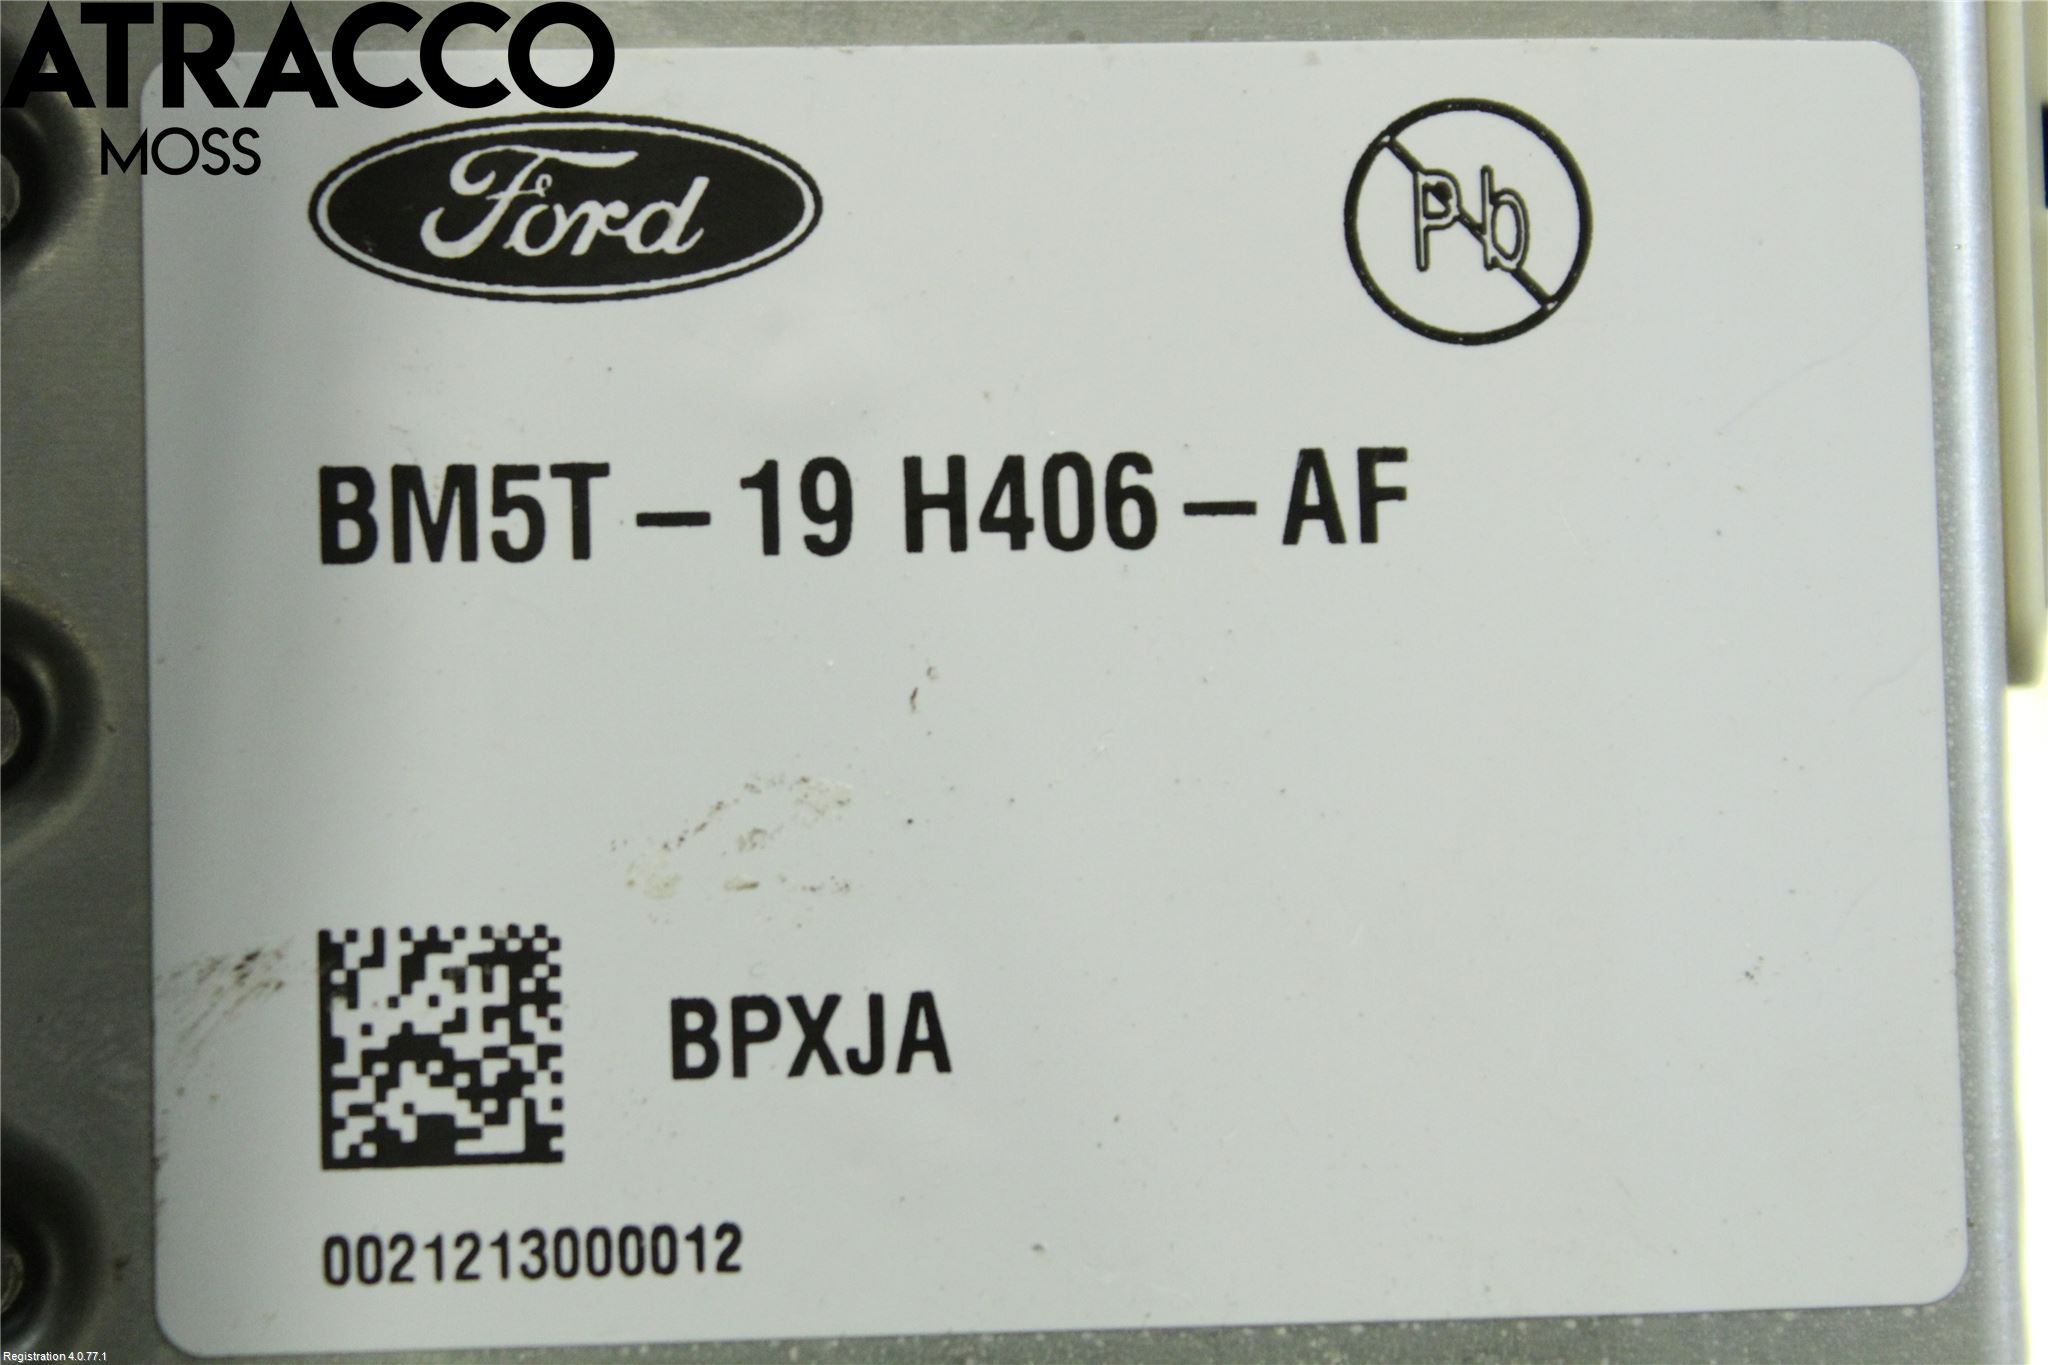 ATRACCO
MOSS
Ford
Pb
BM5T-19 H406-AF
BPXJA
0021213000012
Registration 4.0.77.1